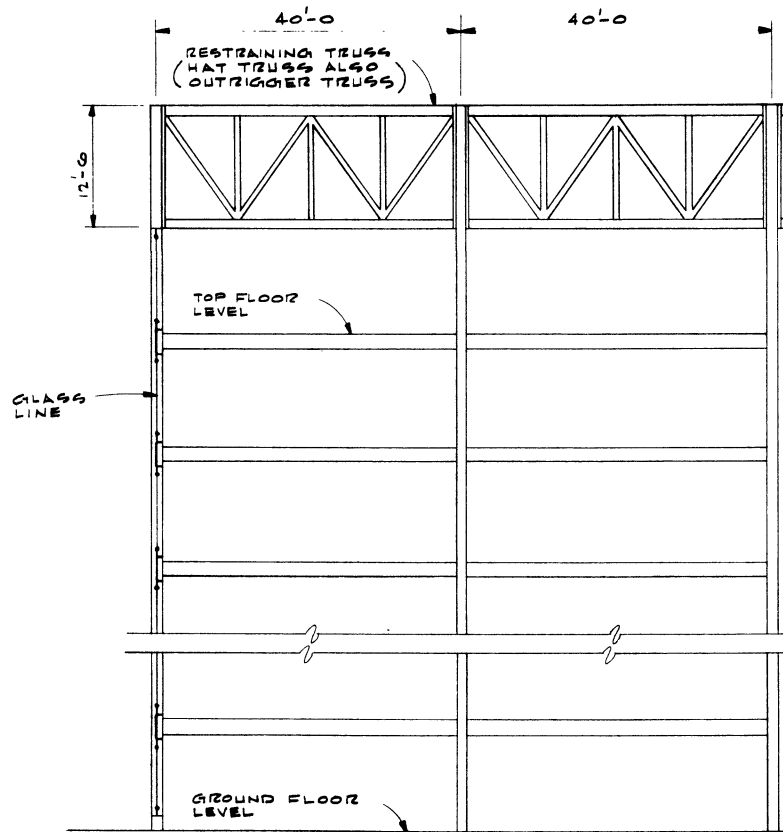 40'-0
40'-0
RESTRAINING TRUSS
(HAT TRUSS ALSO
OUTRIGGER TRUSS)
12'-6
TOP FLOOR
LEVEL
GLASS
LINE
GROUND FLOOR
LEVEL